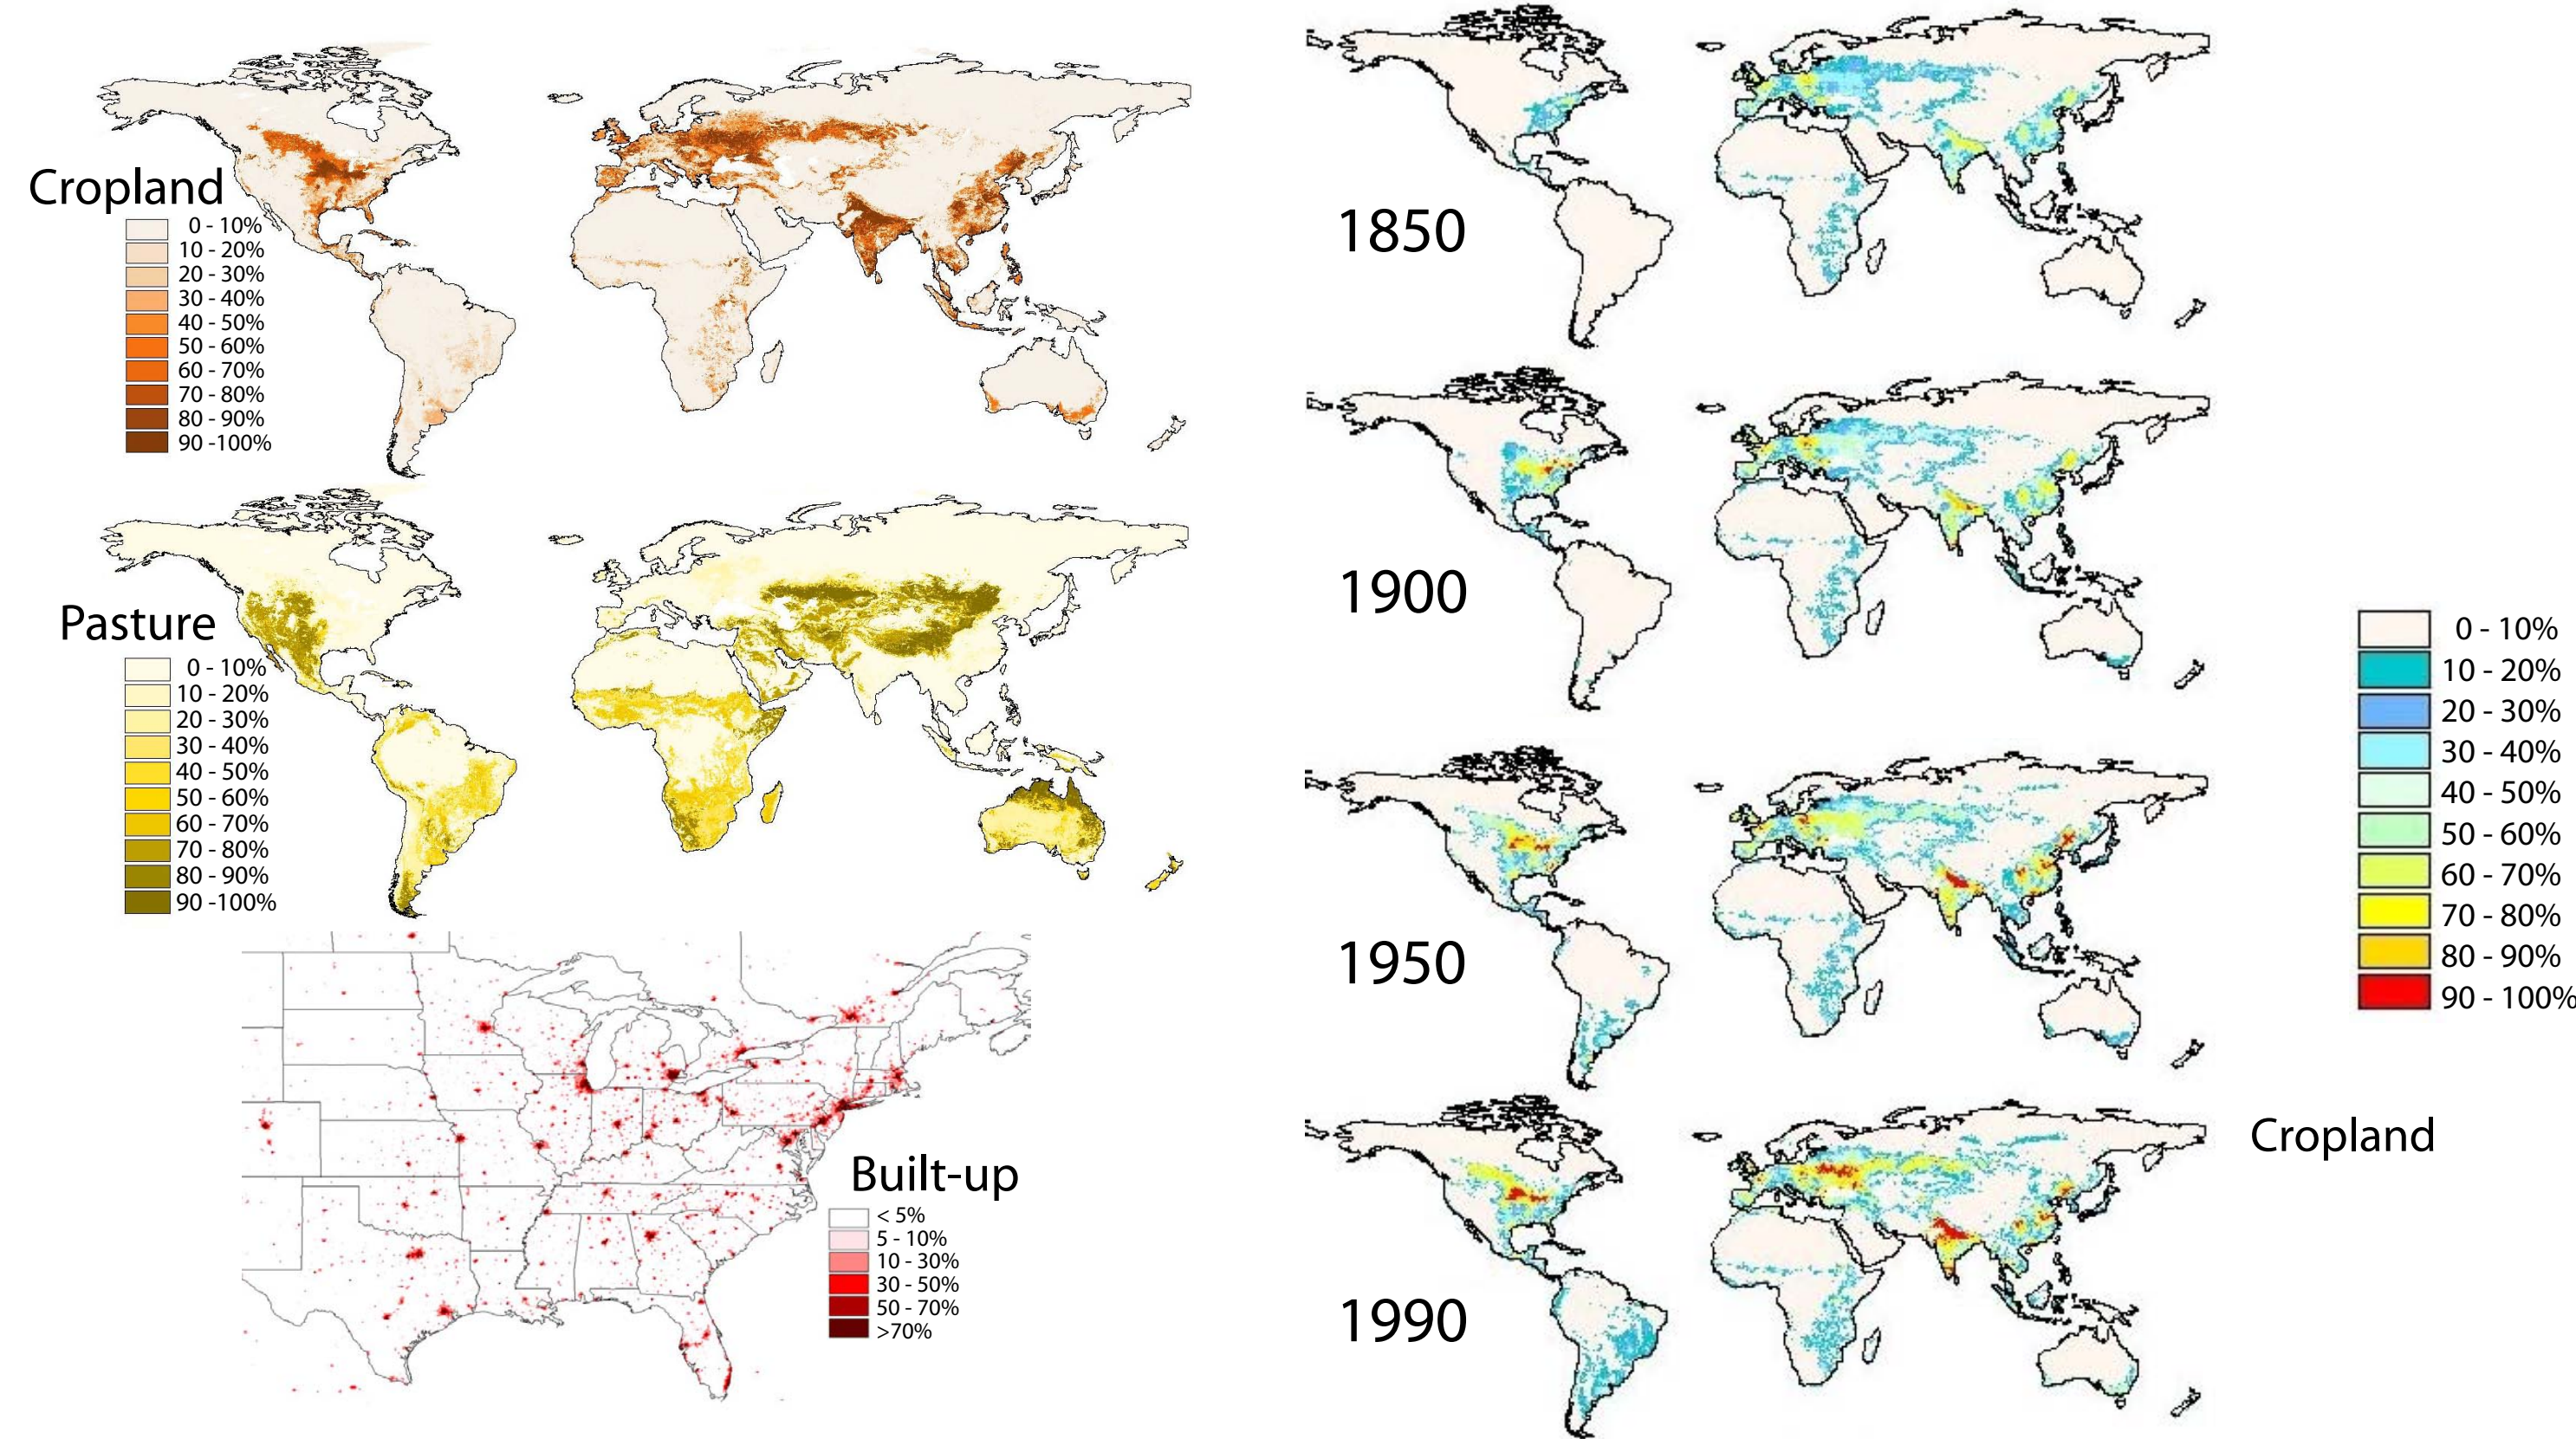 Cropland
0 - 10%
10 - 20%
20 - 30%
30 - 40%
40 - 50%
50 - 60%
60 - 70%
70 - 80%
80 - 90%
90 -100%
Pasture
0 - 10%
10 - 20%
20 - 30%
30 - 40%
40 - 50%
50 - 60%
60 - 70%
70 - 80%
80 - 90%
90 -100%
Built-up
< 5%
5 - 10%
10 - 30%
30 - 50%
50 - 70%
>70%
1850
1900
1950
1990
0 - 10%
10 - 20%
20 - 30%
30 - 40%
40 - 50%
50 - 60%
60 - 70%
70 - 80%
80 - 90%
90 - 100%
Cropland